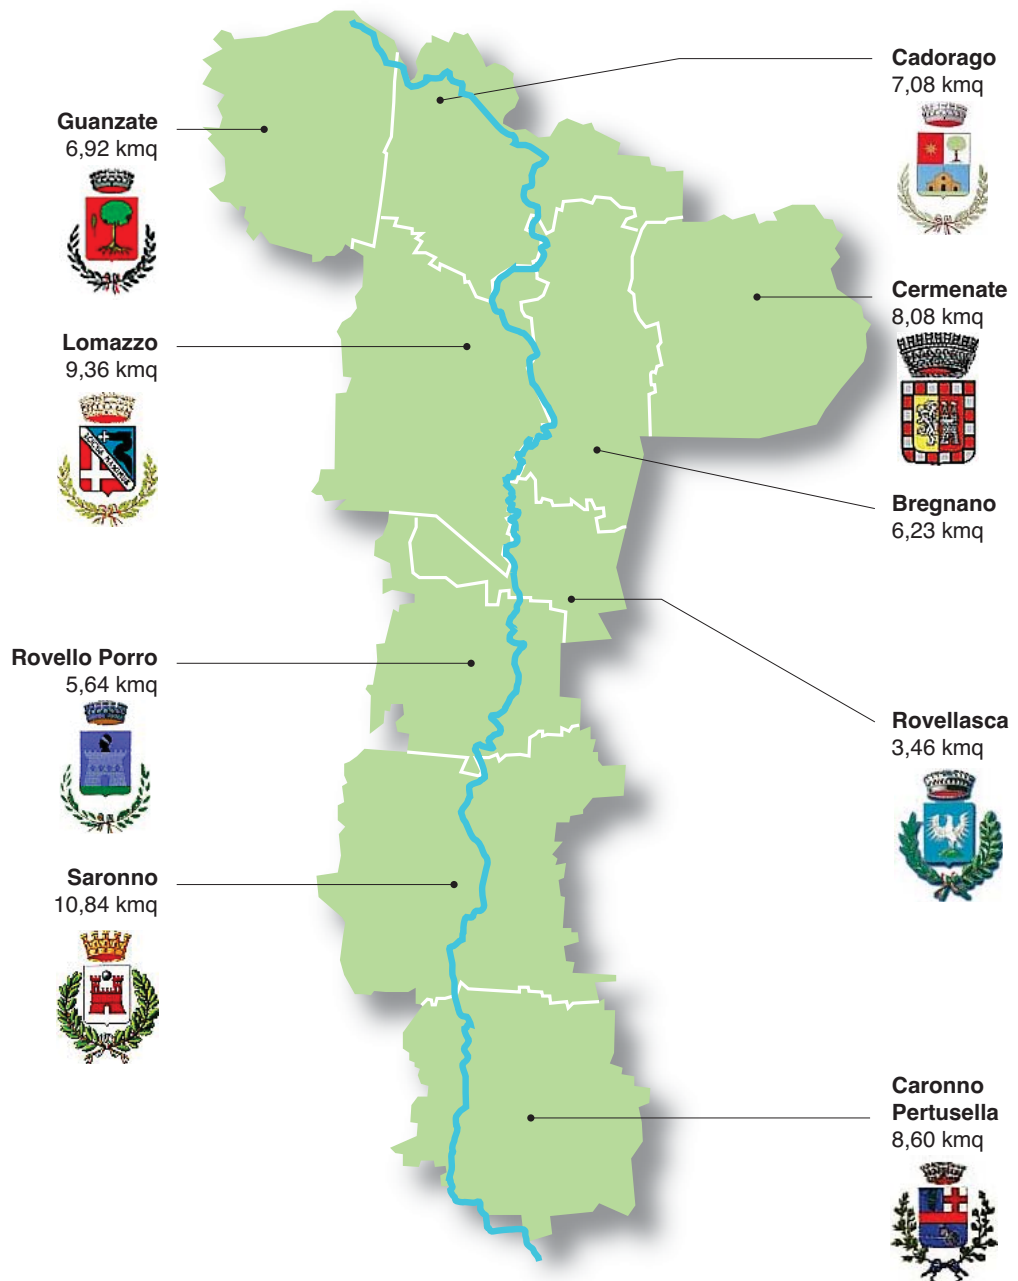 Cadorago
7,08 kmq
Guanzate
6,92 kmq
Cermenate
8,08 kmq
Lomazzo
9,36 kmq
Bregnano
6,23 kmq
Rovello Porro
5,64 kmq
Rovellasca
3,46 kmq
Saronno
10,84 kmq
Caronno
Pertusella
8,60 kmq